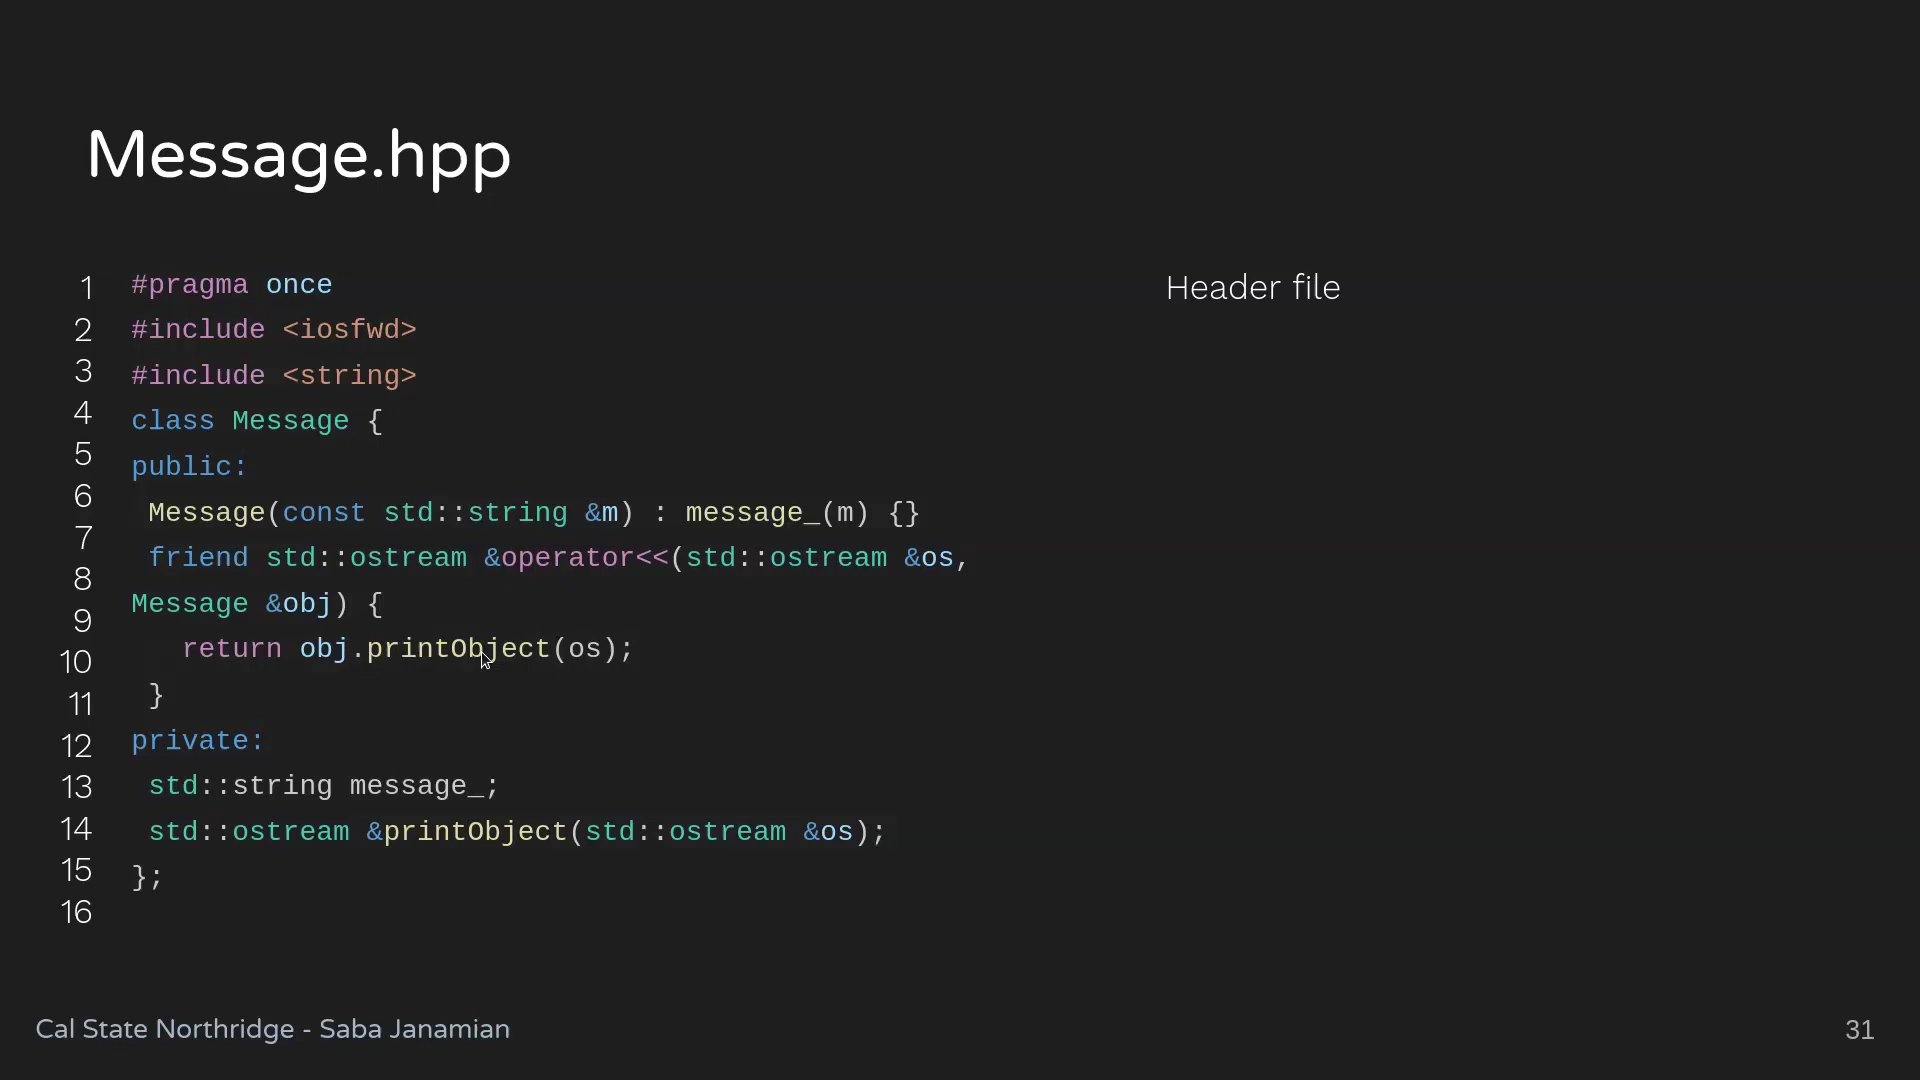 Message.hpp
1 #pragma once
2 #include <iosfwd>
3 #include <string>
4 class Message {
5 public:
6 Message(const std::string &m) : message_(m) {}
7 friend std::ostream &operator<<(std::ostream &os,
8 Message &obj) {
9 return obj.printObject(os);
10 }
11 private:
12 std::string message_;
13 std::ostream &printObject(std::ostream &os);
14 };
15
16
Header file
Cal State Northridge - Saba Janamian
31